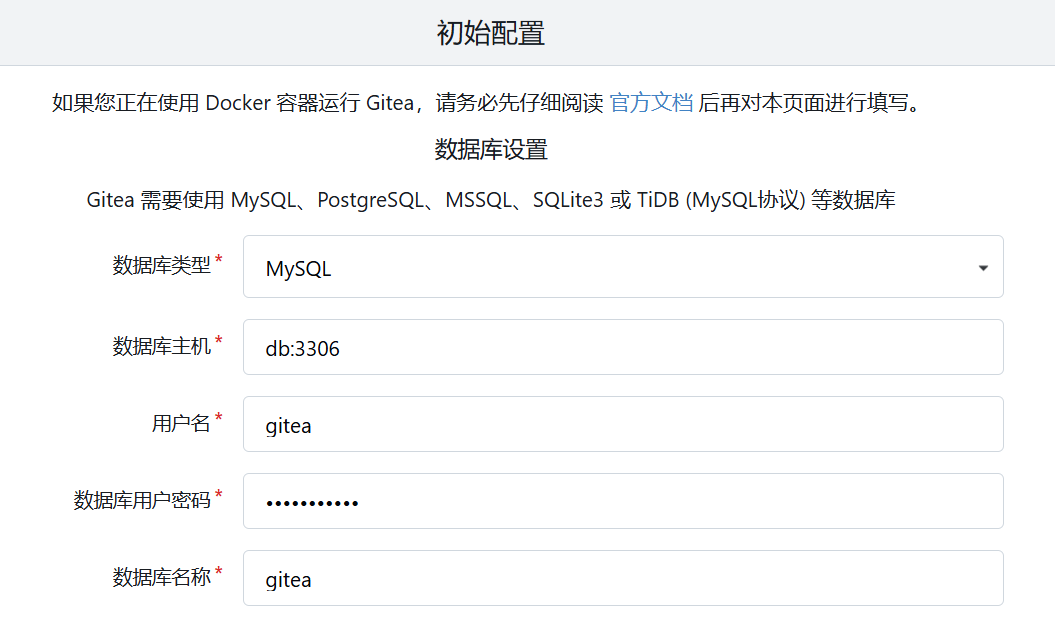 初始配置
如果您正在使用 Docker 容器运行 Gitea，请务必先仔细阅读 官方文档 后再对本页面进行填写。
数据库设置
Gitea 需要使用 MySQL、PostgreSQL、MSSQL、SQLite3 或 TiDB (MySQL协议) 等数据库
数据库类型* MySQL
数据库主机* db:3306
用户名* gitea
数据库用户密码* •••••••••••
数据库名称* gitea